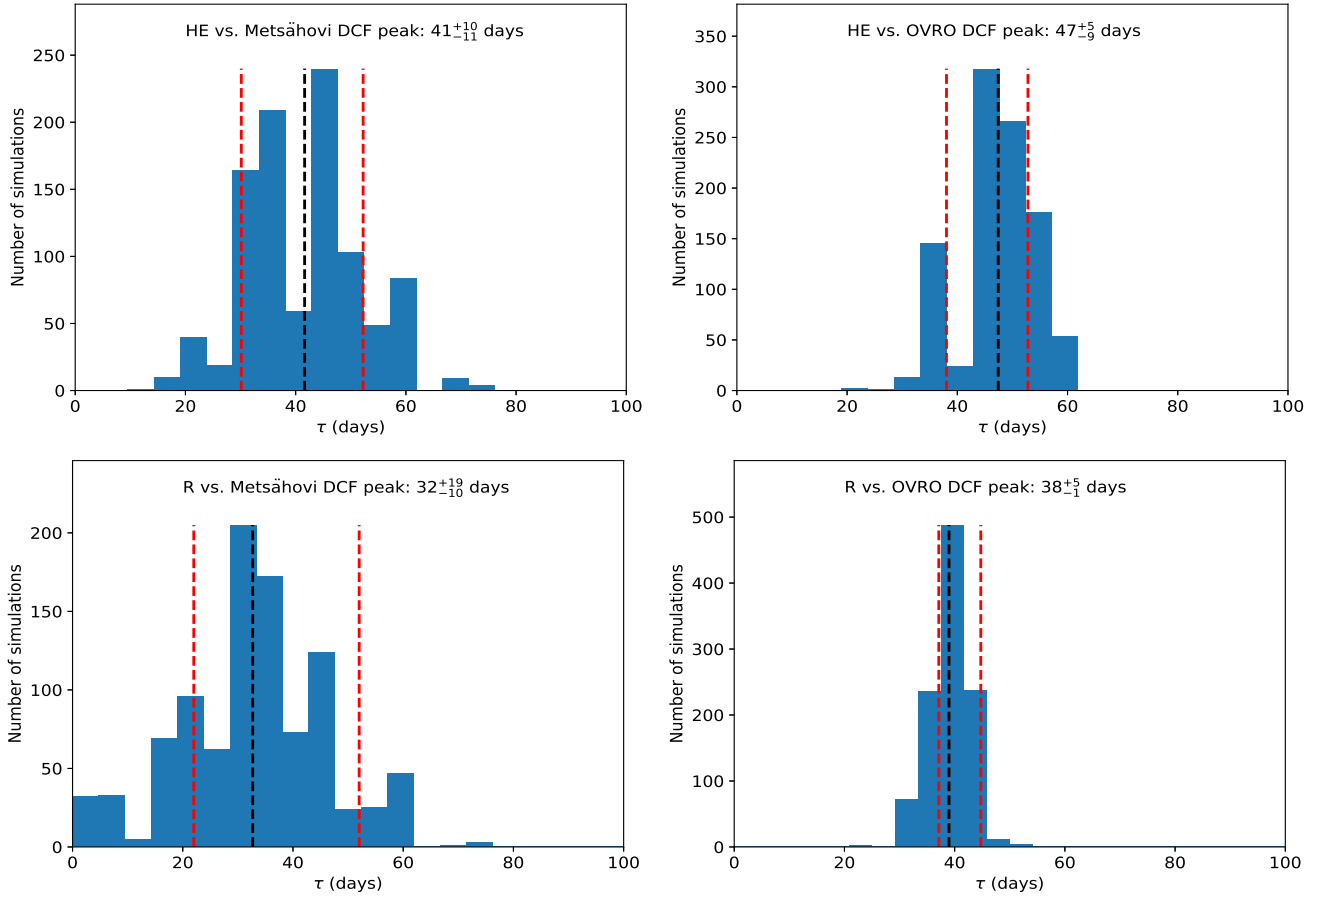 HE vs. Metsähovi DCF peak: 41^{+10}_{-11} days
Number of simulations
250
200
150
100
50
0
0 20 40 60 80 100
τ (days)
HE vs. OVRO DCF peak: 47^{+5}_{-9} days
Number of simulations
350
300
250
200
150
100
50
0
0 20 40 60 80 100
τ (days)
R vs. Metsähovi DCF peak: 32^{+19}_{-10} days
Number of simulations
200
150
100
50
0
0 20 40 60 80 100
τ (days)
R vs. OVRO DCF peak: 38^{+5}_{-1} days
Number of simulations
500
400
300
200
100
0
0 20 40 60 80 100
τ (days)